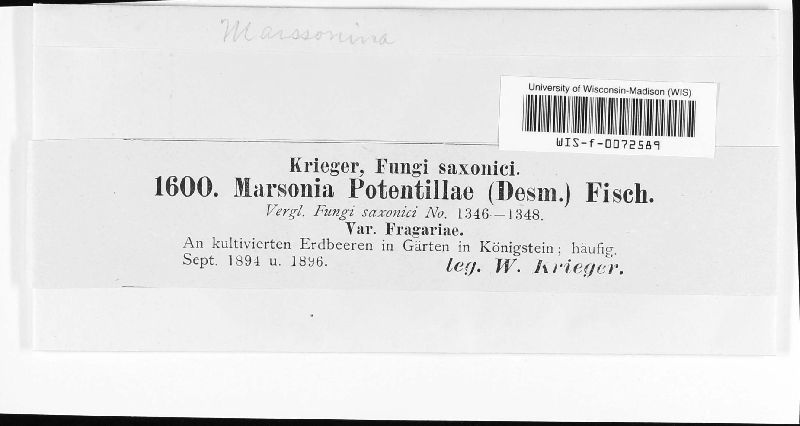 Marssonina
University of Wisconsin-Madison (WIS)
WIS-f-0072589
Krieger, Fungi saxonici.
1600. Marsonia Potentillae (Desm.) Fisch.
Vergl. Fungi saxonici No. 1346—1348.
Var. Fragariae.
An kultivierten Erdbeeren in Gärten in Königstein; häufig,
Sept. 1894 u. 1896.
leg. W. Krieger.